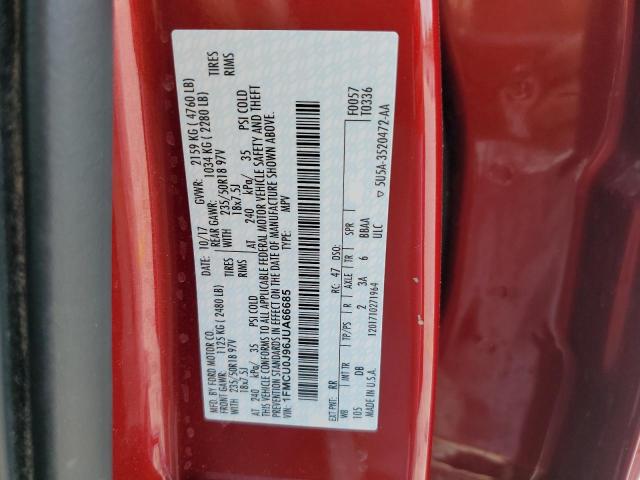 MFD. BY FORD MOTOR CO.
DATE: 10/17
GVWR: 2159 KG ( 4760 LB)
FRONT GAWR: 1125 KG ( 2480 LB)
REAR GAWR: 1034 KG ( 2280 LB)
235/50R18 97V
TIRES WITH
235/50R18 97V
TIRES
18x7.5J
RIMS
18x7.5J
RIMS
AT 240 kPa/ 35 PSI COLD
AT 240 kPa/ 35 PSI COLD
THIS VEHICLE CONFORMS TO ALL APPLICABLE FEDERAL MOTOR VEHICLE SAFETY AND THEFT
PREVENTION STANDARDS IN EFFECT ON THE DATE OF MANUFACTURE SHOWN ABOVE.
VIN: 1FMCU0J96JUA66685
TYPE: MPV
F0057
T0336
EXT PNT: RR RC: 47 DSO:
WB INT TR TP/PS R AXLE TR SPR
105 DB 2 3A 6 BBAA
MADE IN U.S.A. 1201710271964 ULC
▽ 5U5A-3520472-AA